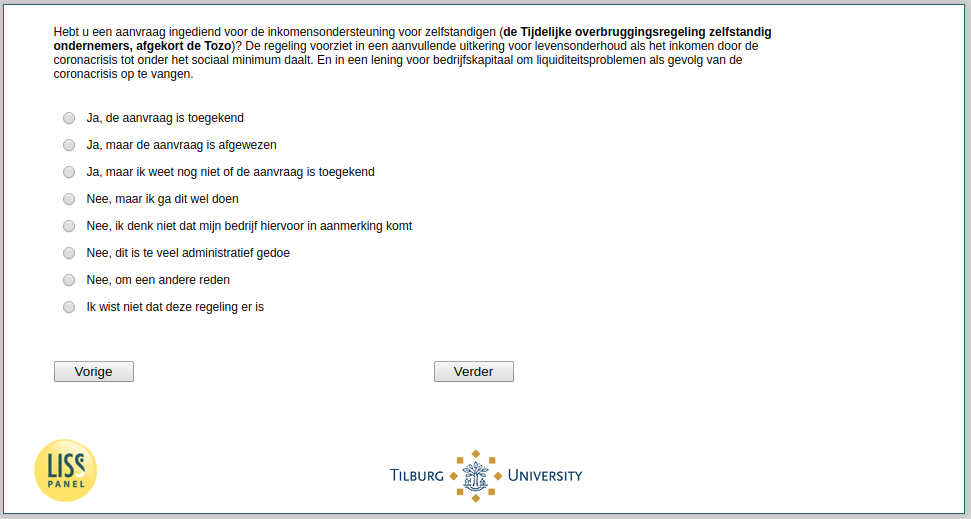 Hebt u een aanvraag ingediend voor de inkomensondersteuning voor zelfstandigen (de Tijdelijke overbruggingsregeling zelfstandig
ondernemers, afgekort de Tozo)? De regeling voorziet in een aanvullende uitkering voor levensonderhoud als het inkomen door de
coronacrisis tot onder het sociaal minimum daalt. En in een lening voor bedrijfskapitaal om liquiditeitsproblemen als gevolg van de
coronacrisis op te vangen.
Ja, de aanvraag is toegekend
Ja, maar de aanvraag is afgewezen
Ja, maar ik weet nog niet of de aanvraag is toegekend
Nee, maar ik ga dit wel doen
Nee, ik denk niet dat mijn bedrijf hiervoor in aanmerking komt
Nee, dit is te veel administratief gedoe
Nee, om een andere reden
Ik wist niet dat deze regeling er is
Vorige
Verder
LISS
PANEL
TILBURG UNIVERSITY